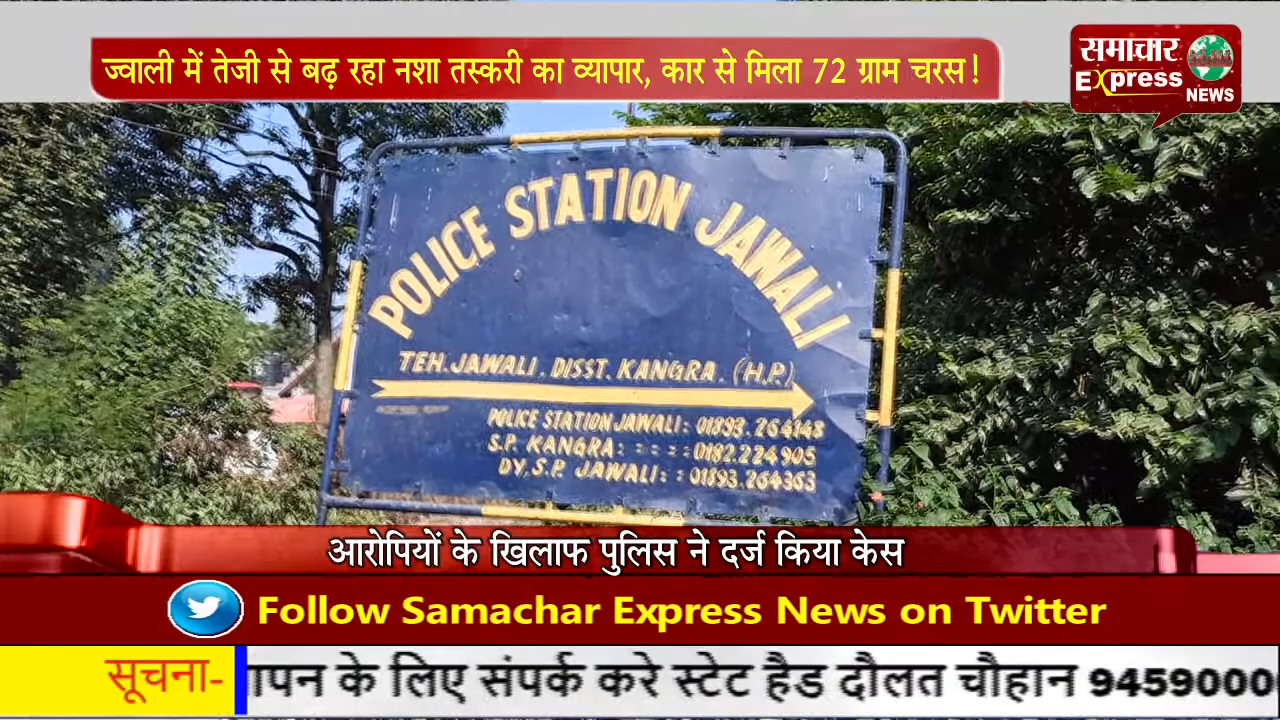 ज्वाली में तेजी से बढ़ रहा नशा तस्करी का व्यापार, कार से मिला 72 ग्राम चरस!
समाचार
Express
NEWS
POLICE STATION JAWALI
TEH. JAWALI. DISST. KANGRA. (H.P.)
POLICE STATION JAWALI: 01893.264148
S.P. KANGRA: = = = :0182.224905
DY. S.P. JAWALI: = 01893.264363
आरोपियों के खिलाफ पुलिस ने दर्ज किया केस
Follow Samachar Express News on Twitter
सूचना- ापन के लिए संपर्क करे स्टेट हैड दौलत चौहान 9459000